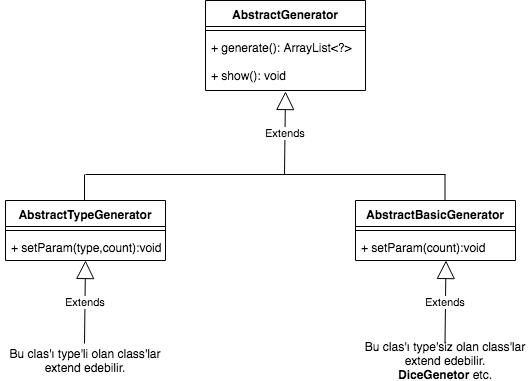 AbstractGenerator
+ generate(): ArrayList<?>
+ show(): void
Extends
AbstractTypeGenerator
+ setParam(type,count):void
AbstractBasicGenerator
+ setParam(count):void
Extends
Extends
Bu clas'ı type'li olan class'lar
extend edebilir.
Bu clas'ı type'siz olan class'lar
extend edebilir.
DiceGenetor etc.